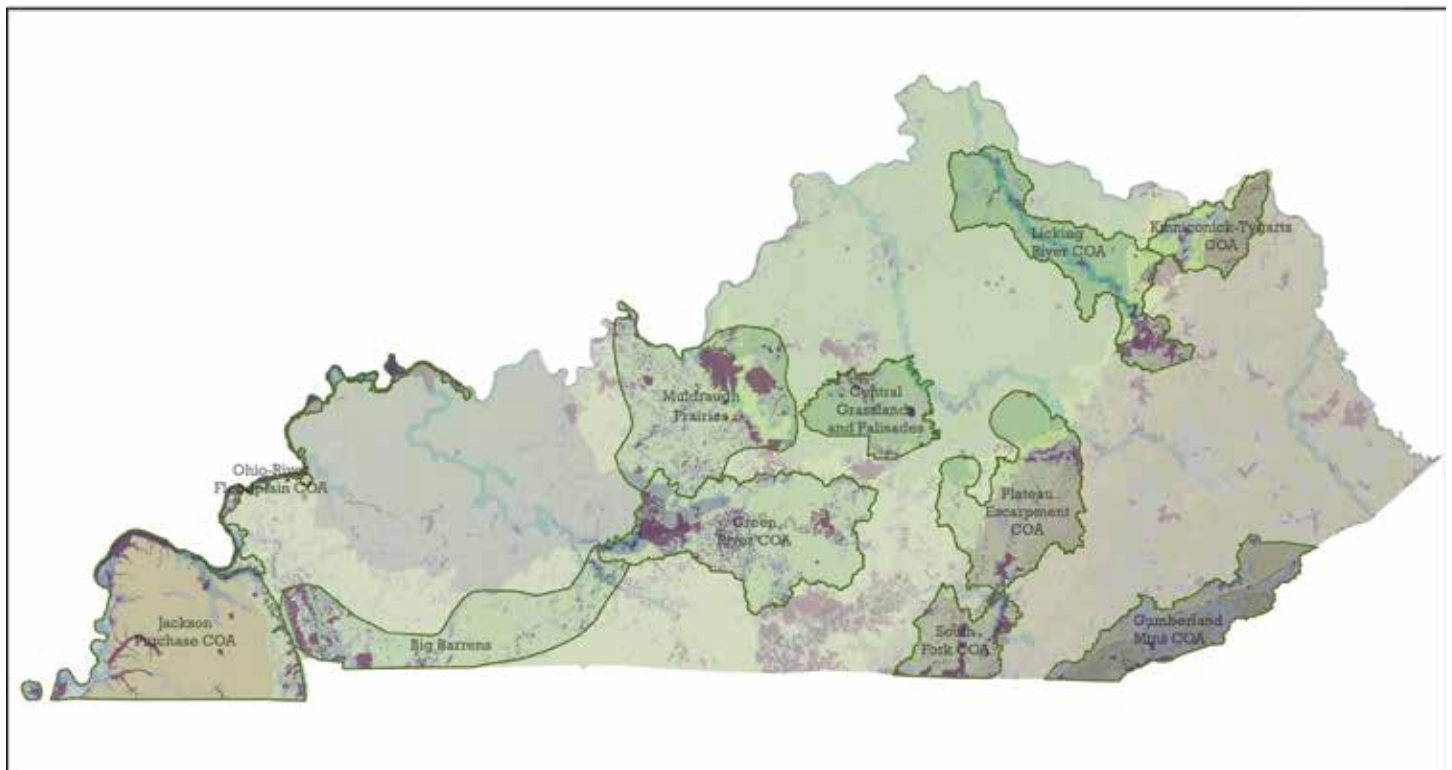 Licking
River COA
Kinniconick-Tygarts
COA
Muldraugh
Prairies
Central
Grassland
and Palisades
Ohio-River
Floodplain COA
Plateau
Escarpment
COA
Green
River COA
Jackson
Purchase COA
Big Barrens
South
Fork COA
Cumberland
Mtns COA